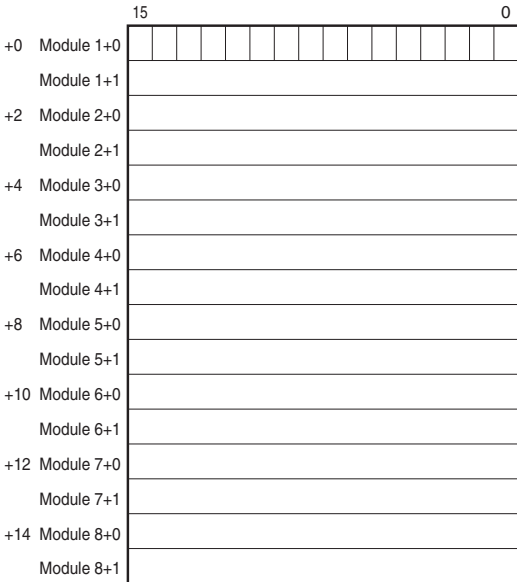 15 0
+0 Module 1+0
Module 1+1
+2 Module 2+0
Module 2+1
+4 Module 3+0
Module 3+1
+6 Module 4+0
Module 4+1
+8 Module 5+0
Module 5+1
+10 Module 6+0
Module 6+1
+12 Module 7+0
Module 7+1
+14 Module 8+0
Module 8+1